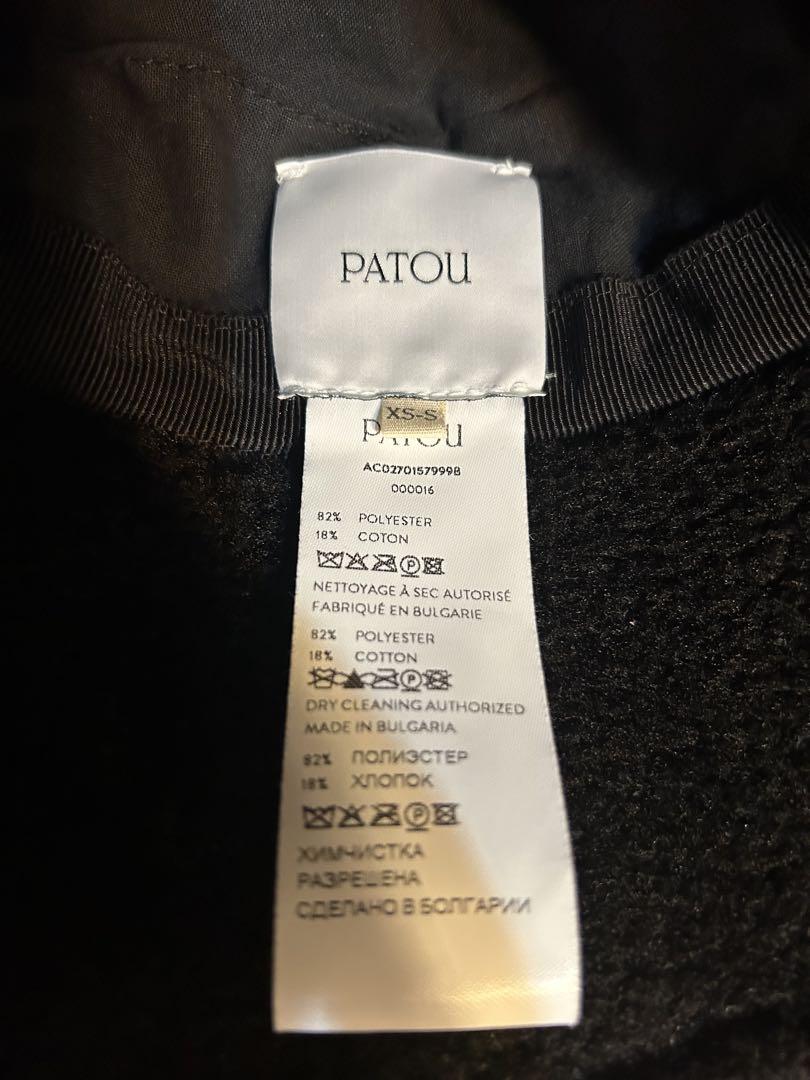 PATOU
XS-S
PATOU
AC0270157999B
000016
82% POLYESTER
18% COTON
NETTOYAGE À SEC AUTORISÉ
FABRIQUÉ EN BULGARIE
82% POLYESTER
18% COTTON
DRY CLEANING AUTHORIZED
MADE IN BULGARIA
82% ПОЛИЭСТЕР
18% ХЛОПОК
ХИМЧИСТКА
РАЗРЕШЕНА
СДЕЛАНО В БОЛГАРИИ